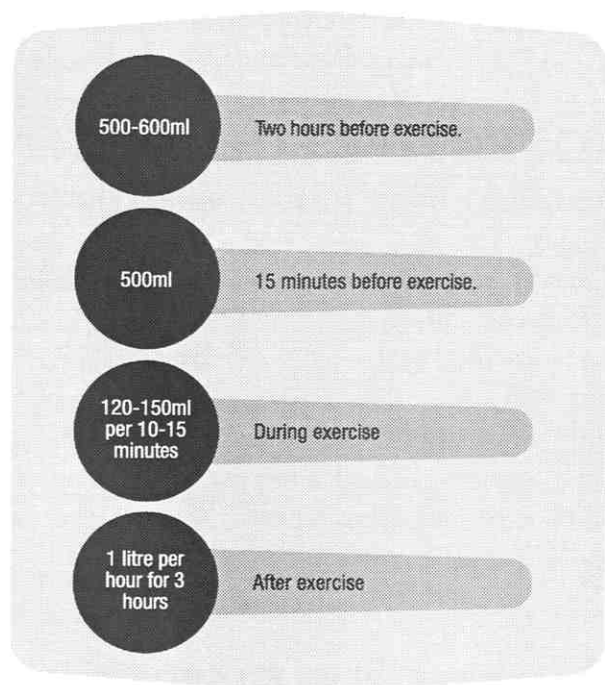 500-600ml
Two hours before exercise.
500ml
15 minutes before exercise.
120-150ml
per 10-15
minutes
During exercise
1 litre per
hour for 3
hours
After exercise